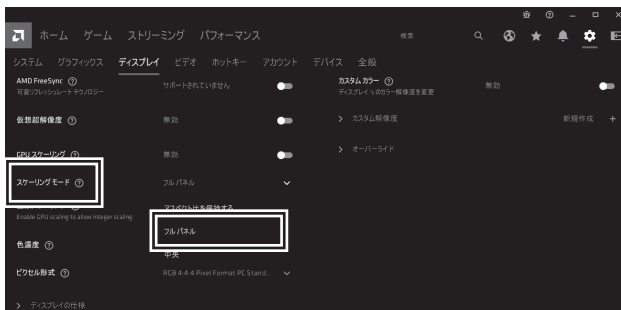 ホーム ゲーム ストリーミング パフォーマンス 検索
システム グラフィックス ディスプレイ ビデオ ホットキー アカウント デバイス 全般
AMD FreeSync
可変リフレッシュレート テクノロジー
サポートされていません
カスタム カラー
ディスプレイ 's のカラー解像度を変更
無効
仮想超解像度 無効
カスタム解像度 新規作成 +
GPU スケーリング 無効
オーバーライド
スケーリング モード フル パネル
アスペクト比を保持する
Enable GPU scaling to allow integer scaling.
フル パネル
色濃度
中央
ピクセル形式 RGB 4:4:4 Pixel Format PC Stand...
ディスプレイの仕様